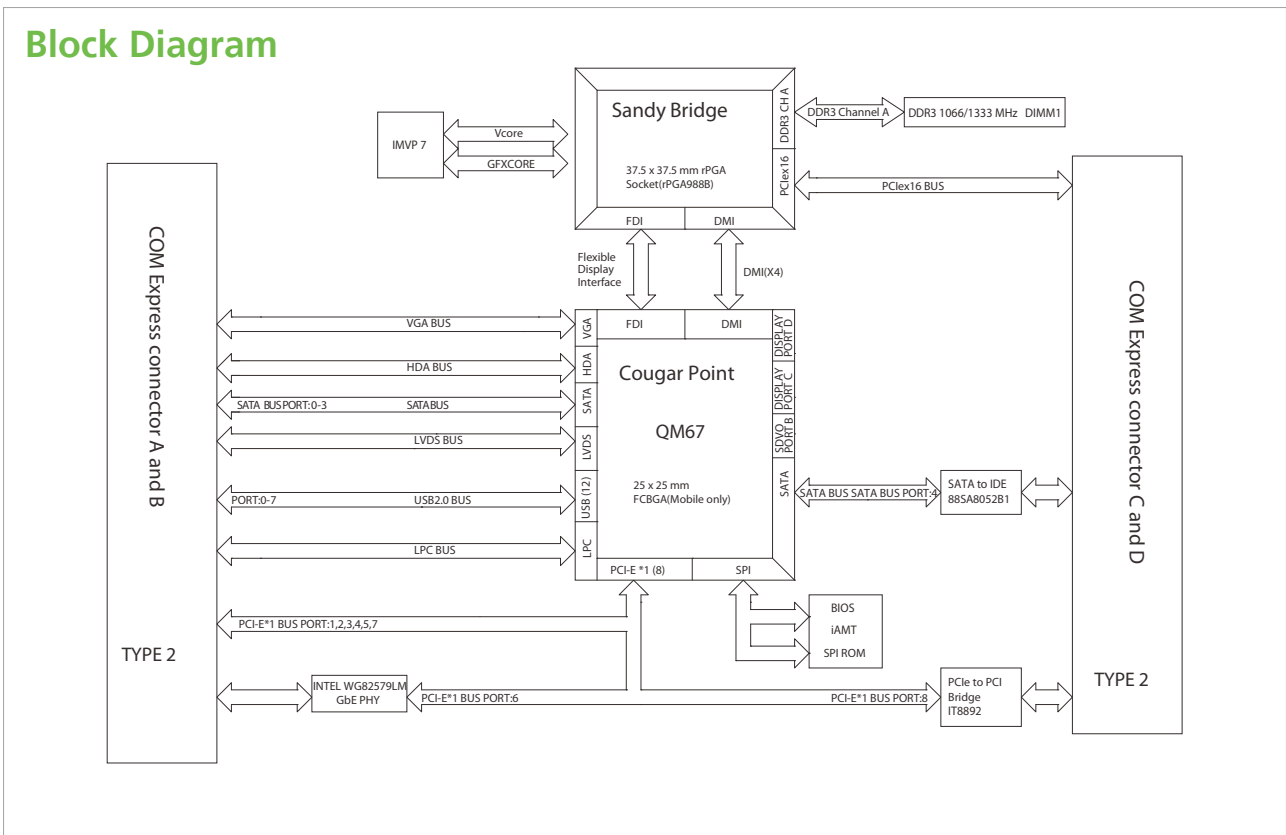 Block Diagram
Sandy Bridge
37.5 x 37.5 mm rPGA
Socket(rPGA988B)
DDR3 CH A
PCIex16
FDI
DMI
IMVP 7
Vcore
GFXCORE
DDR3 Channel A
DDR3 1066/1333 MHz DIMM1
PCIex16 BUS
Flexible
Display
Interface
DMI(X4)
COM Express connector A and B
TYPE 2
COM Express connector C and D
TYPE 2
VGA BUS
HDA BUS
SATA BUSPORT:0-3
SATABUS
LVDS BUS
PORT:0-7
USB2.0 BUS
LPC BUS
VGA
HDA
SATA
LVDS
USB (12)
LPC
FDI
DMI
Cougar Point
QM67
25 x 25 mm
FCBGA(Mobile only)
DISPLAY
PORT D
DISPLAY
PORT C
SDVO
PORT B
SATA
PCI-E *1 (8)
SPI
SATA BUS SATA BUS PORT:4
SATA to IDE
88SA8052B1
BIOS
iAMT
SPI ROM
PCI-E*1 BUS PORT:1,2,3,4,5,7
INTEL WG82579LM
GbE PHY
PCI-E*1 BUS PORT:6
PCI-E*1 BUS PORT:8
PCIe to PCI
Bridge
IT8892